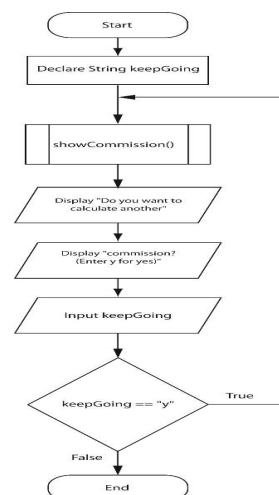 Start
Declare String keepGoing
showCommission()
Display "Do you want to
calculate another"
Display "commission?
(Enter y for yes)"
Input keepGoing
keepGoing == "y"
True
False
End